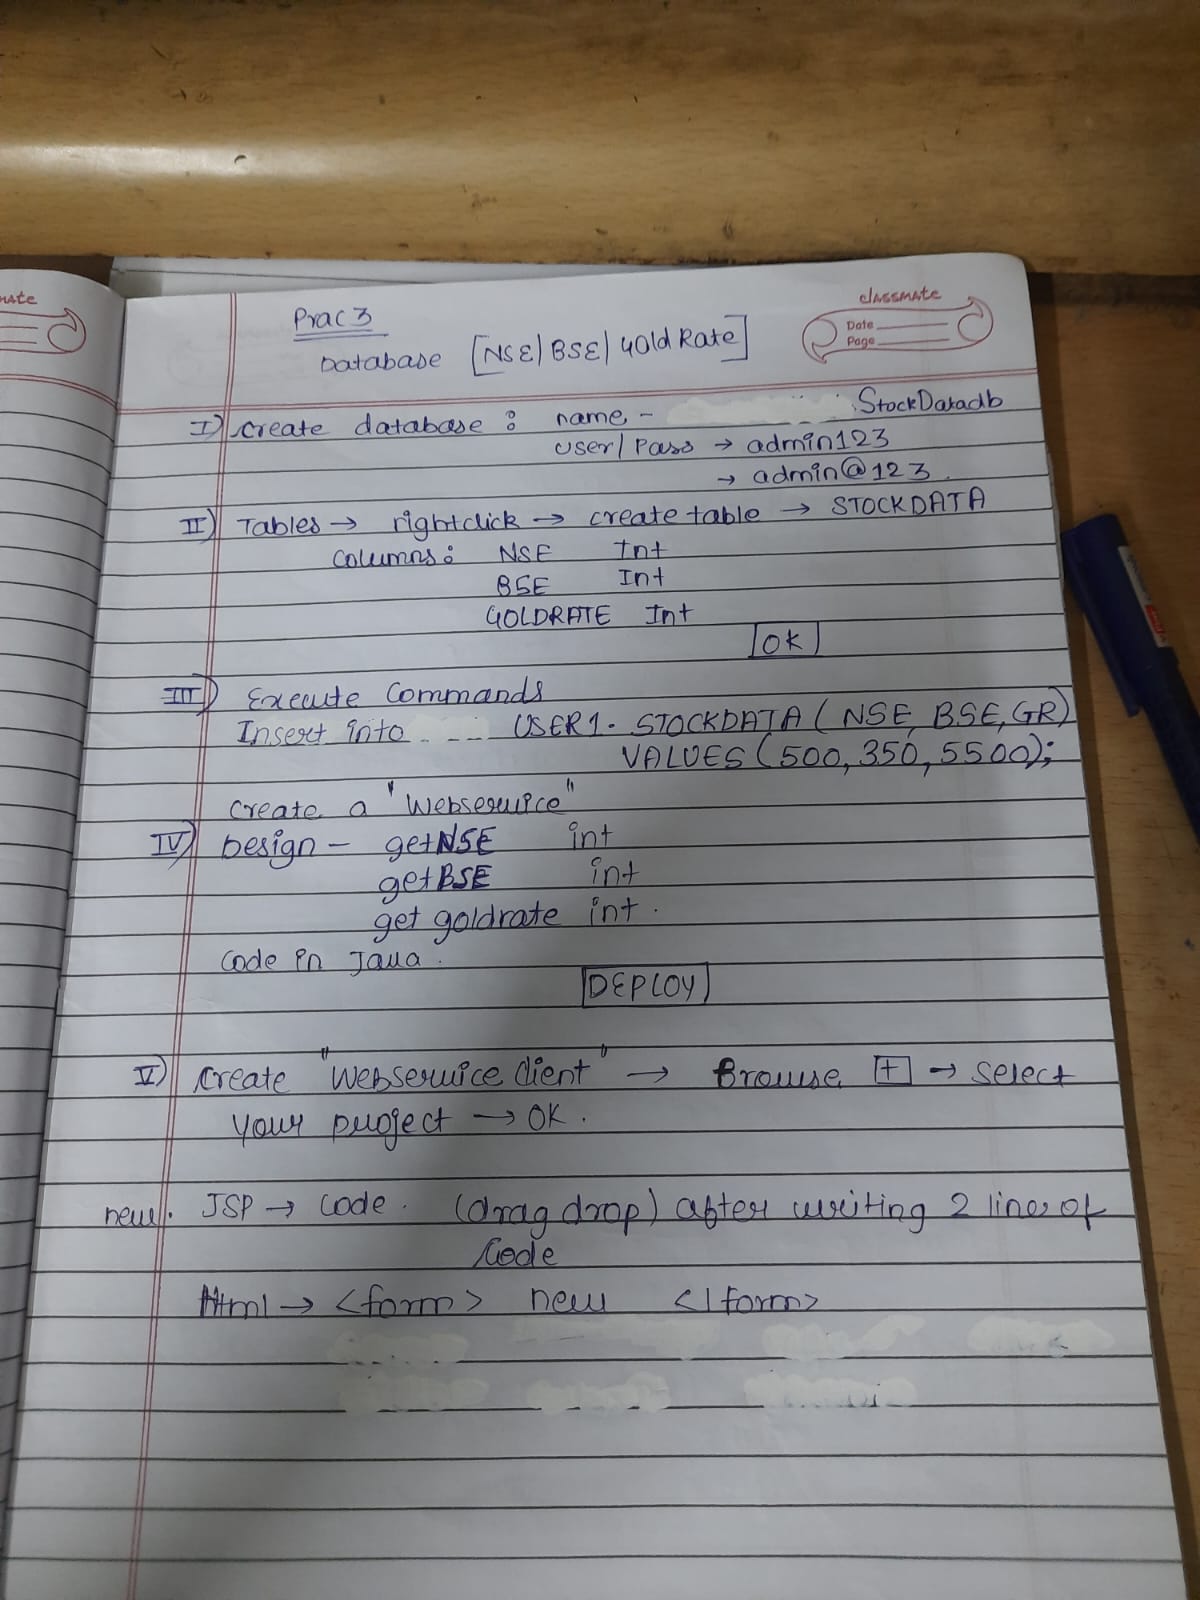 mate
classmate
Date
Page
Prac 3
Database [NSE/BSE/Gold Rate]
I) Create database : name - StockDatadb
user/Pass → admin123
→ admin@123.
II) Tables → rightclick → create table → STOCKDATA
Columns: NSE Int
BSE Int
GOLDRATE Int
OK
III) Execute Commands
Insert into USER1. STOCKDATA (NSE, BSE, GR)
VALUES (500, 350, 5500);
Create a "Webservice"
IV) Design - getNSE int
getBSE int
get goldrate int.
Code in Java.
DEPLOY
V) Create "Webservice client" → Browse + → select
your project → OK.
new. JSP → Code. (drag drop) after writing 2 lines of
Code
Html → <form> new </form>